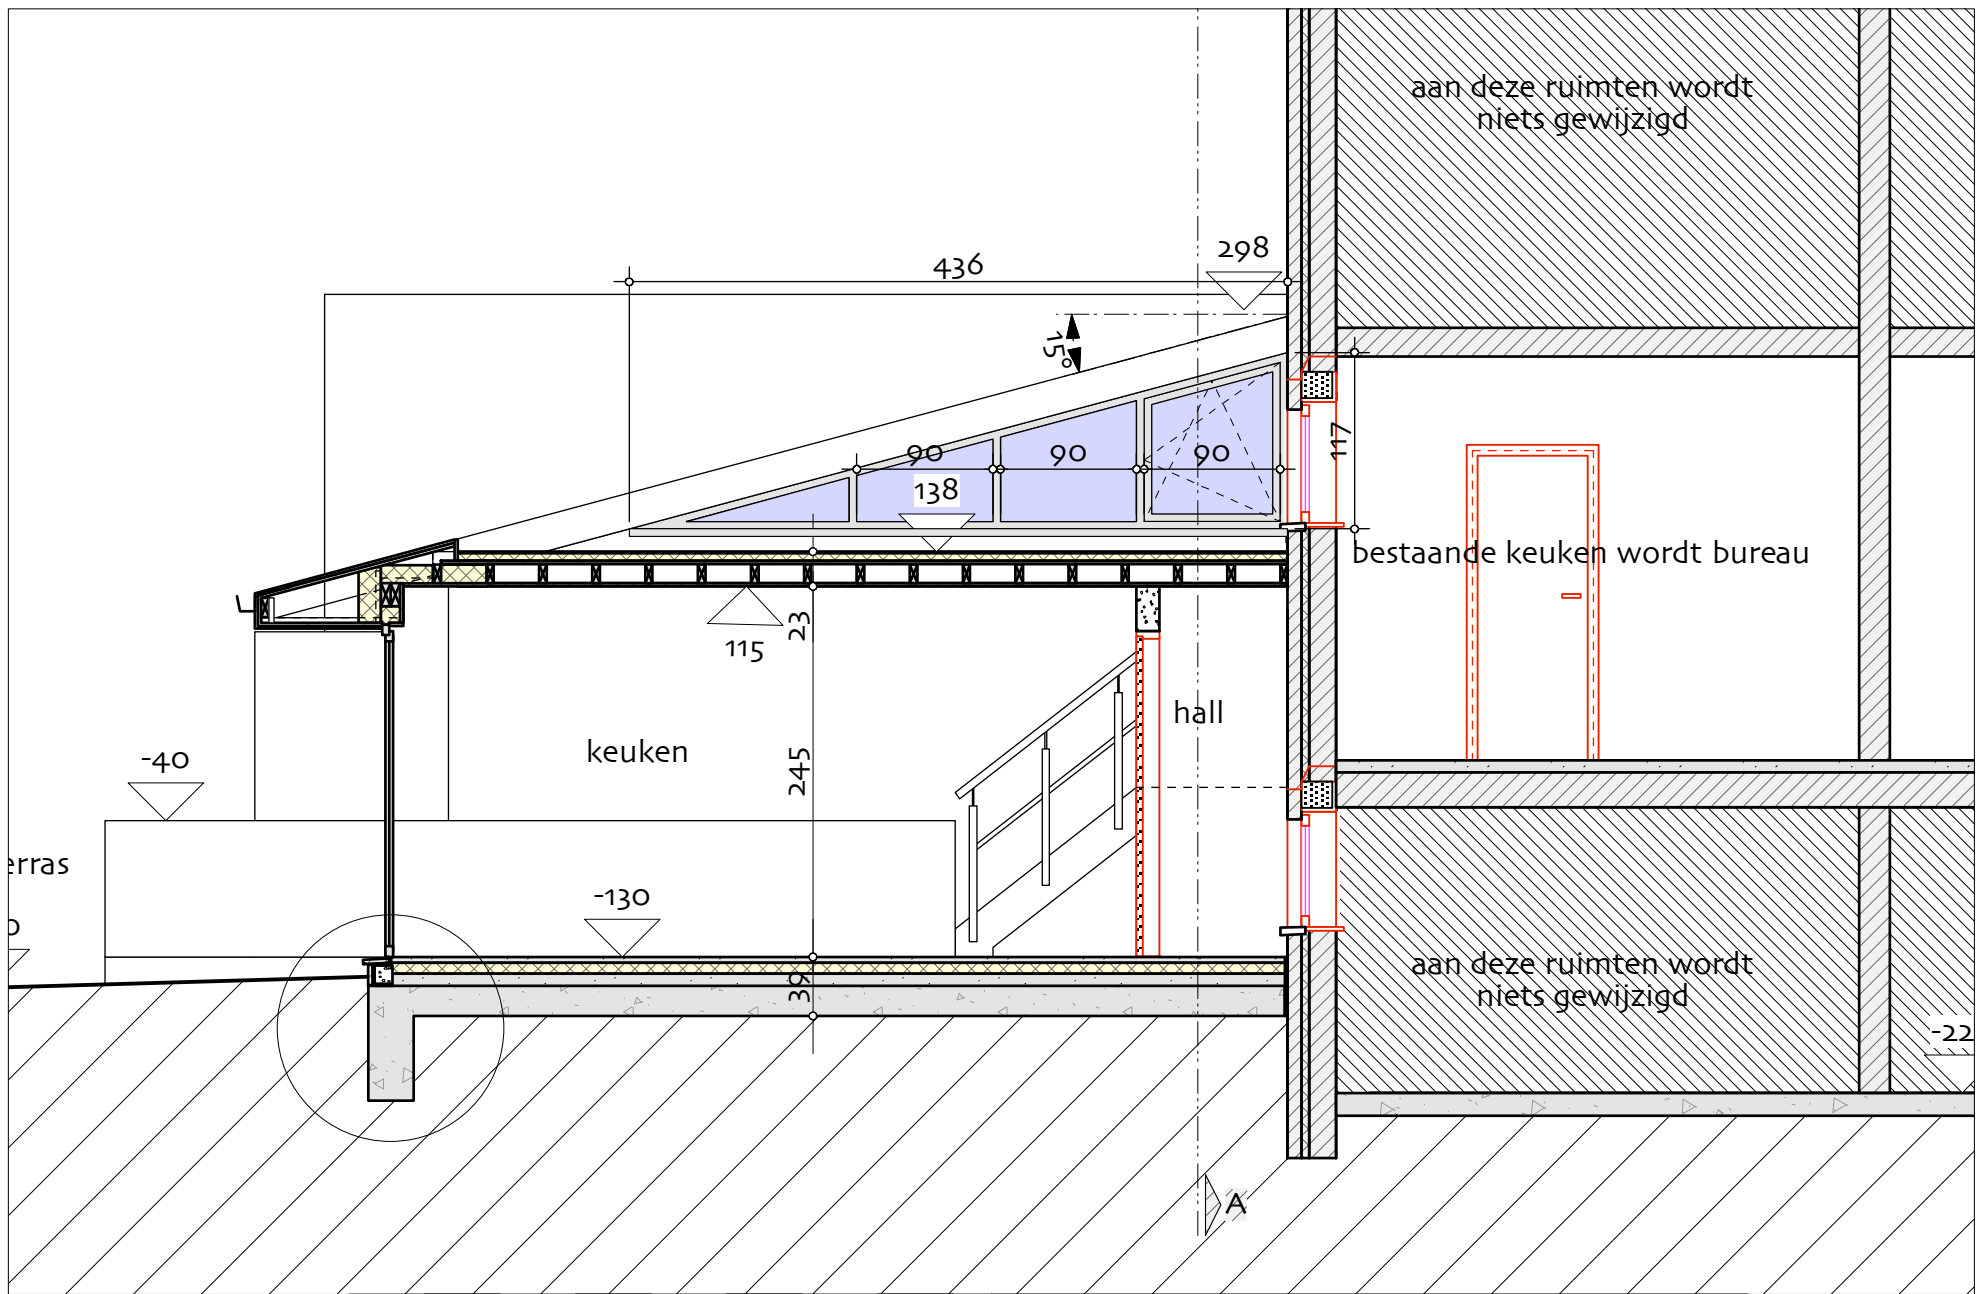 aan deze ruimten wordt
niets gewijzigd
298
436
15°
90
90
90
117
138
bestaande keuken wordt bureau
23
115
hall
keuken
245
-40
erras
-130
0
39
aan deze ruimten wordt
niets gewijzigd
-22
A